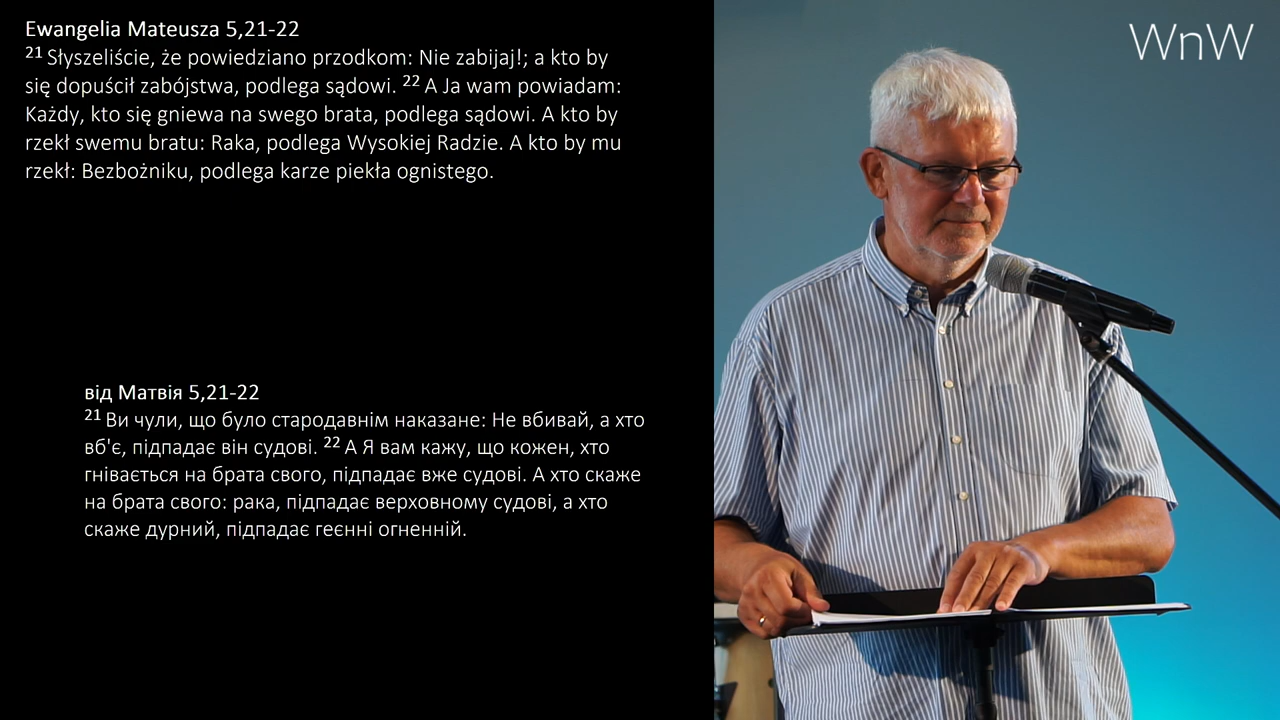 Ewangelia Mateusza 5,21-22
21 Słyszeliście, że powiedziano przodkom: Nie zabijaj!; a kto by
się dopuścił zabójstwa, podlega sądowi. 22 A Ja wam powiadam:
Każdy, kto się gniewa na swego brata, podlega sądowi. A kto by
rzekł swemu bratu: Raka, podlega Wysokiej Radzie. A kto by mu
rzekł: Bezbożniku, podlega karze piekła ognistego.
від Матвія 5,21-22
21 Ви чули, що було стародавнім наказане: Не вбивай, а хто
вб'є, підпадає він судові. 22 А Я вам кажу, що кожен, хто
гнівається на брата свого, підпадає вже судові. А хто скаже
на брата свого: рака, підпадає верховному судові, а хто
скаже дурний, підпадає геєнні огненній.
WnW